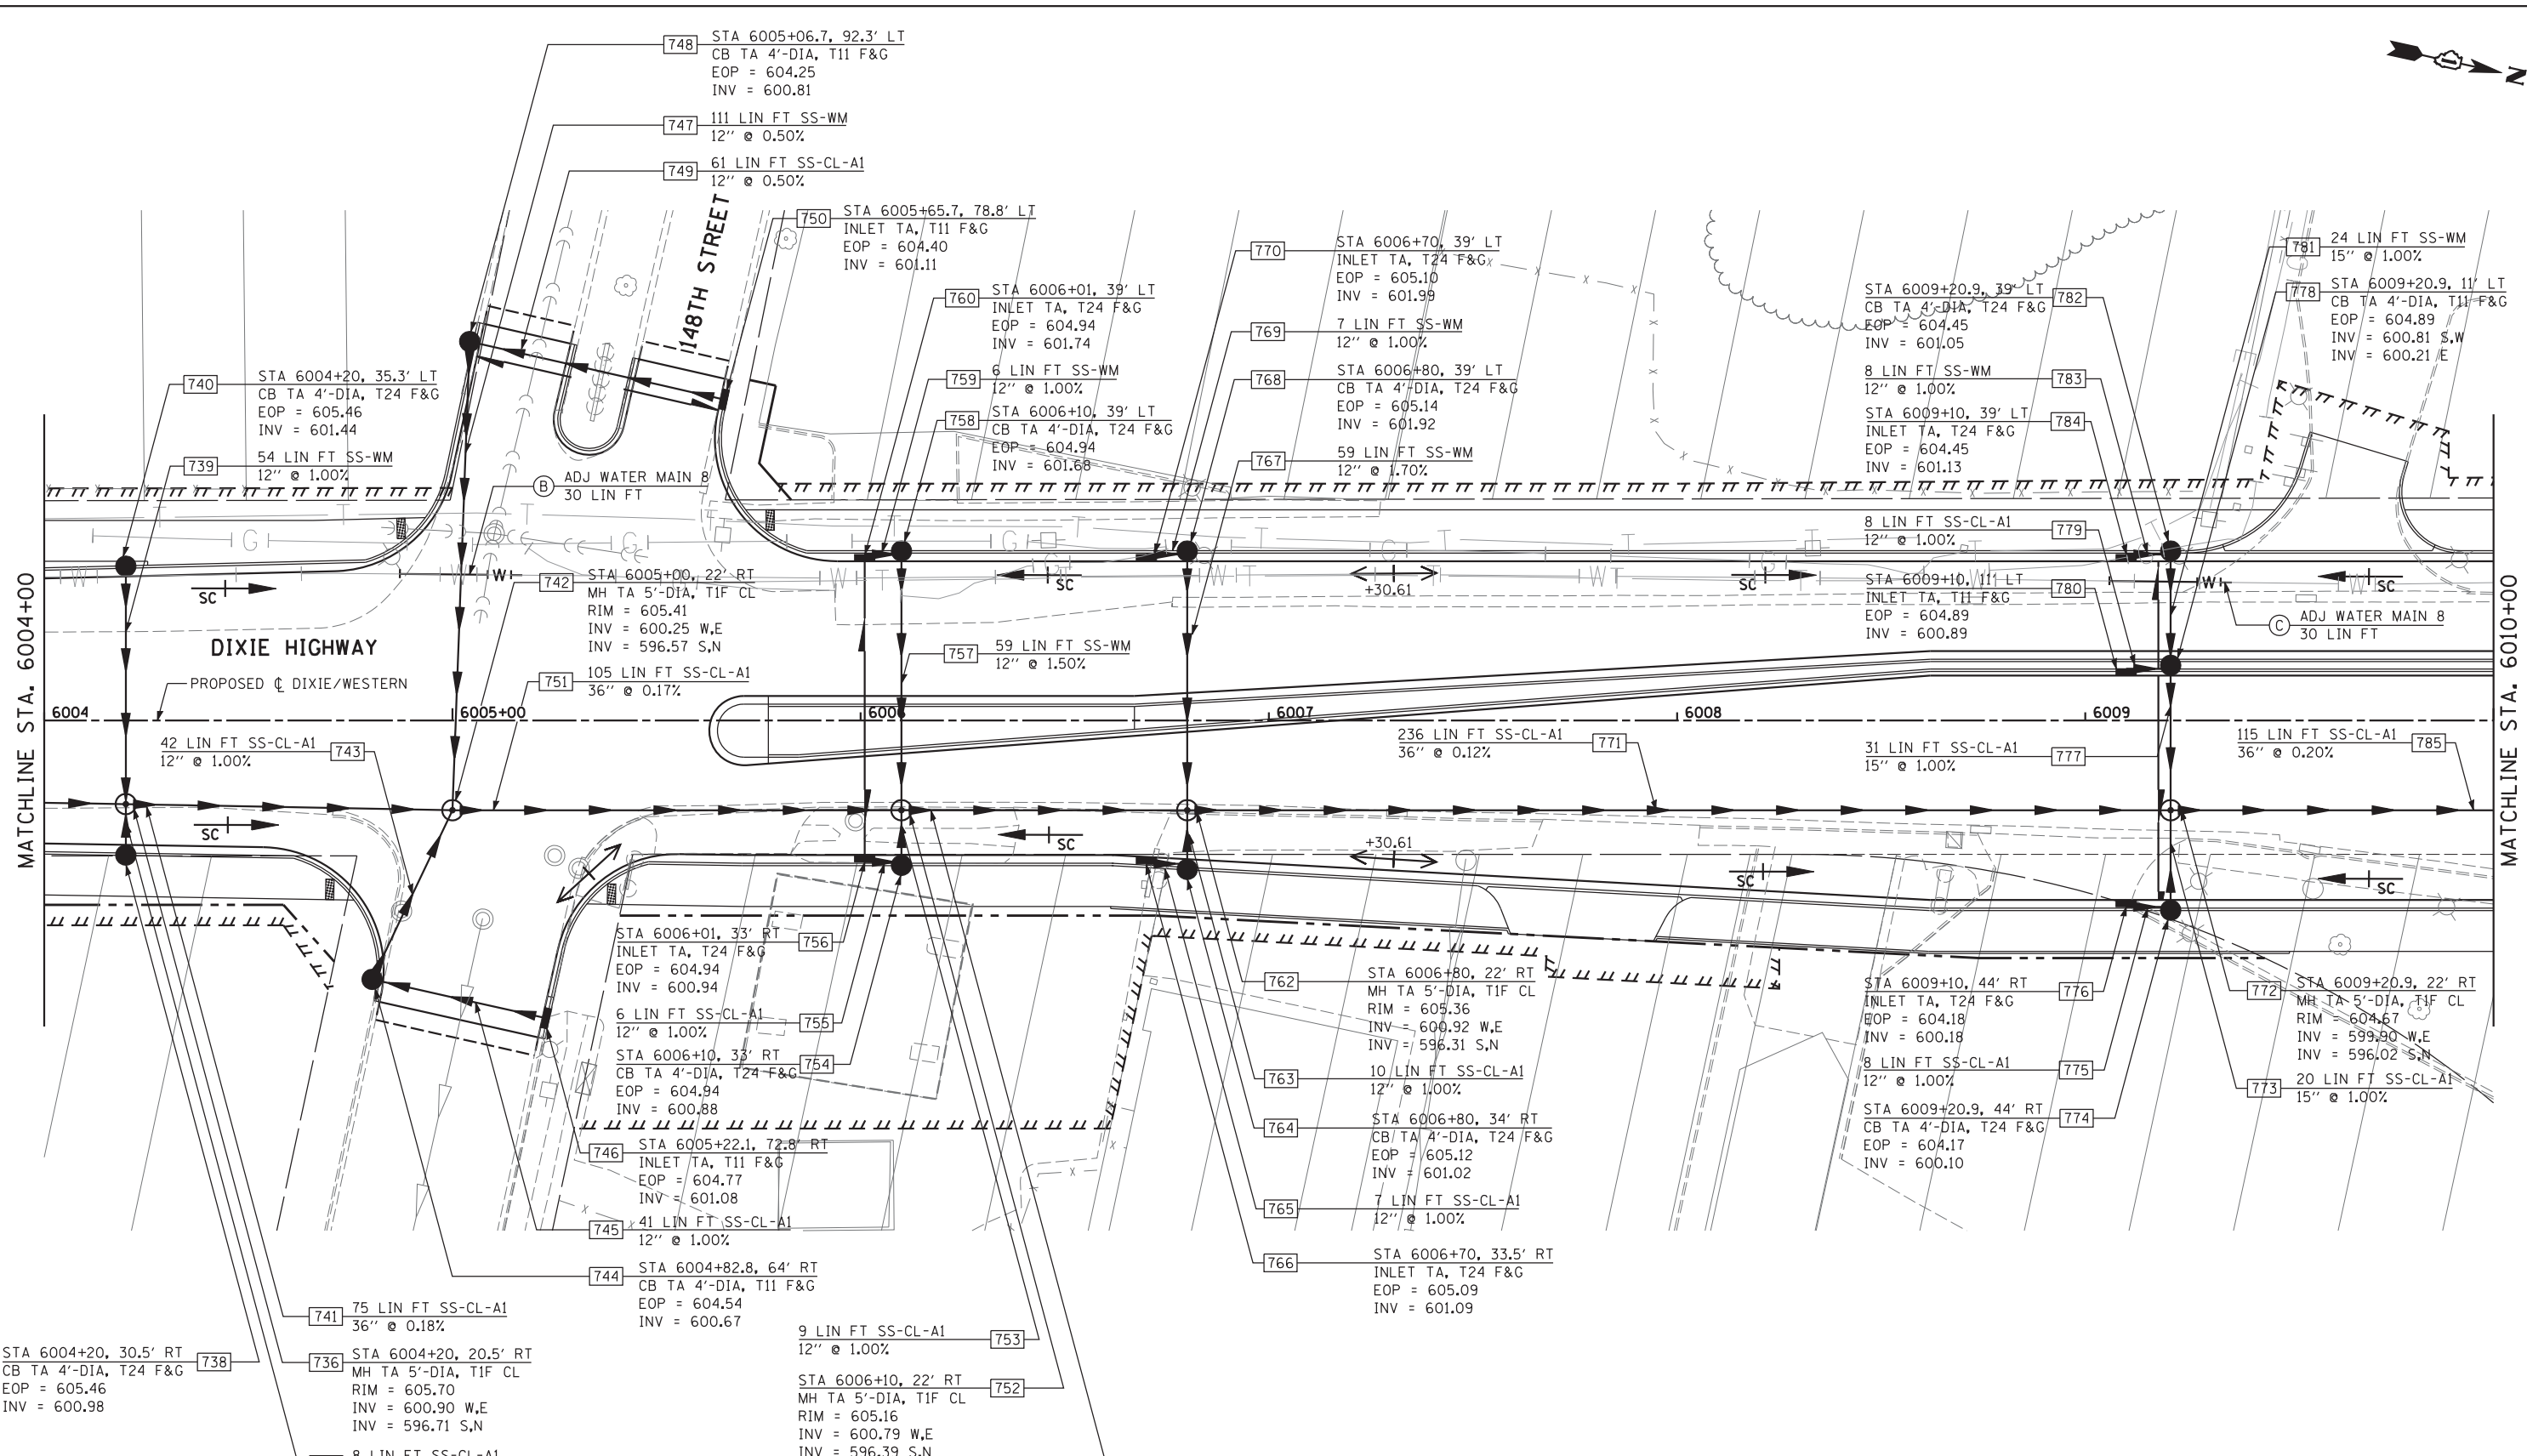 748
STA 6005+06.7, 92.3' LT
CB TA 4'-DIA, T11 F&G
EOP = 604.25
INV = 600.81
N
747
111 LIN FT SS-WM
12'' @ 0.50%
749
61 LIN FT SS-CL-A1
12'' @ 0.50%
148TH STREET
750
STA 6005+65.7, 78.8' LT
INLET TA, T11 F&G
EOP = 604.40
INV = 601.11
760
STA 6006+01, 39' LT
INLET TA, T24 F&G
EOP = 604.94
INV = 601.74
759
6 LIN FT SS-WM
12'' @ 1.00%
758
STA 6006+10, 39' LT
CB TA 4'-DIA, T24 F&G
EOP = 604.94
INV = 601.68
770
STA 6006+70, 39' LT
INLET TA, T24 F&G
EOP = 605.10
INV = 601.99
769
7 LIN FT SS-WM
12'' @ 1.00%
768
STA 6006+80, 39' LT
CB TA 4'-DIA, T24 F&G
EOP = 605.14
INV = 601.92
767
59 LIN FT SS-WM
12'' @ 1.70%
781
24 LIN FT SS-WM
15'' @ 1.00%
778
STA 6009+20.9, 11' LT
CB TA 4'-DIA, T11 F&G
EOP = 604.89
INV = 600.81 S,W
INV = 600.21 E
STA 6009+20.9, 39' LT
782
CB TA 4'-DIA, T24 F&G
EOP = 604.45
INV = 601.05
8 LIN FT SS-WM
783
12'' @ 1.00%
STA 6009+10, 39' LT
784
INLET TA, T24 F&G
EOP = 604.45
INV = 601.13
8 LIN FT SS-CL-A1
779
12'' @ 1.00%
STA 6009+10, 11' LT
780
INLET TA, T11 F&G
EOP = 604.89
INV = 600.89
740
STA 6004+20, 35.3' LT
CB TA 4'-DIA, T24 F&G
EOP = 605.46
INV = 601.44
739
54 LIN FT SS-WM
12'' @ 1.00%
B
ADJ WATER MAIN 8
30 LIN FT
C
ADJ WATER MAIN 8
30 LIN FT
742
STA 6005+00, 22' RT
MH TA 5'-DIA, T1F CL
RIM = 605.41
INV = 600.25 W,E
INV = 596.57 S,N
751
105 LIN FT SS-CL-A1
36'' @ 0.17%
757
59 LIN FT SS-WM
12'' @ 1.50%
SC
SC
+30.61
SC
SC
W
W
G
G
G
MATCHLINE STA. 6004+00
MATCHLINE STA. 6010+00
DIXIE HIGHWAY
PROPOSED ℄ DIXIE/WESTERN
6004
6005+00
6006
6007
6008
6009
42 LIN FT SS-CL-A1
743
12'' @ 1.00%
236 LIN FT SS-CL-A1
771
36'' @ 0.12%
31 LIN FT SS-CL-A1
777
15'' @ 1.00%
115 LIN FT SS-CL-A1
785
36'' @ 0.20%
SC
SC
+30.61
SC
SC
STA 6006+01, 33' RT
756
INLET TA, T24 F&G
EOP = 604.94
INV = 600.94
6 LIN FT SS-CL-A1
755
12'' @ 1.00%
STA 6006+10, 33' RT
754
CB TA 4'-DIA, T24 F&G
EOP = 604.94
INV = 600.88
746
STA 6005+22.1, 72.8' RT
INLET TA, T11 F&G
EOP = 604.77
INV = 601.08
745
41 LIN FT SS-CL-A1
12'' @ 1.00%
744
STA 6004+82.8, 64' RT
CB TA 4'-DIA, T11 F&G
EOP = 604.54
INV = 600.67
762
STA 6006+80, 22' RT
MH TA 5'-DIA, T1F CL
RIM = 605.36
INV = 600.92 W,E
INV = 596.31 S,N
763
10 LIN FT SS-CL-A1
12'' @ 1.00%
764
STA 6006+80, 34' RT
CB TA 4'-DIA, T24 F&G
EOP = 605.12
INV = 601.02
765
7 LIN FT SS-CL-A1
12'' @ 1.00%
766
STA 6006+70, 33.5' RT
INLET TA, T24 F&G
EOP = 605.09
INV = 601.09
STA 6009+10, 44' RT
776
INLET TA, T24 F&G
EOP = 604.18
INV = 600.18
8 LIN FT SS-CL-A1
775
12'' @ 1.00%
STA 6009+20.9, 44' RT
774
CB TA 4'-DIA, T24 F&G
EOP = 604.17
INV = 600.10
772
STA 6009+20.9, 22' RT
MH TA 5'-DIA, T1F CL
RIM = 604.67
INV = 599.90 W,E
INV = 596.02 S,N
773
20 LIN FT SS-CL-A1
15'' @ 1.00%
741
75 LIN FT SS-CL-A1
36'' @ 0.18%
STA 6004+20, 30.5' RT
738
CB TA 4'-DIA, T24 F&G
EOP = 605.46
INV = 600.98
736
STA 6004+20, 20.5' RT
MH TA 5'-DIA, T1F CL
RIM = 605.70
INV = 600.90 W,E
INV = 596.71 S,N
8 LIN FT SS-CL-A1
9 LIN FT SS-CL-A1
753
12'' @ 1.00%
STA 6006+10, 22' RT
752
MH TA 5'-DIA, T1F CL
RIM = 605.16
INV = 600.79 W,E
INV = 596.39 S,N